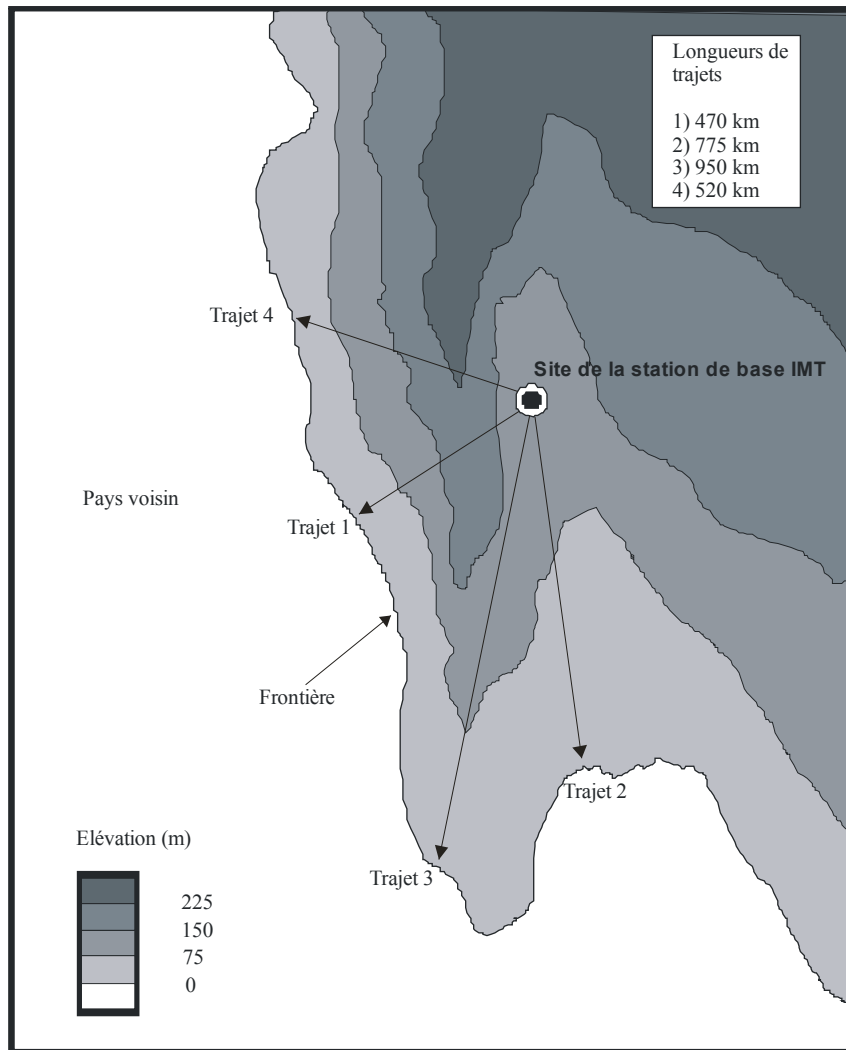 Longueurs de
trajets
1) 470 km
2) 775 km
3) 950 km
4) 520 km
Trajet 4
Site de la station de base IMT
Pays voisin
Trajet 1
Frontière
Trajet 2
Elévation (m)
Trajet 3
225
150
75
0